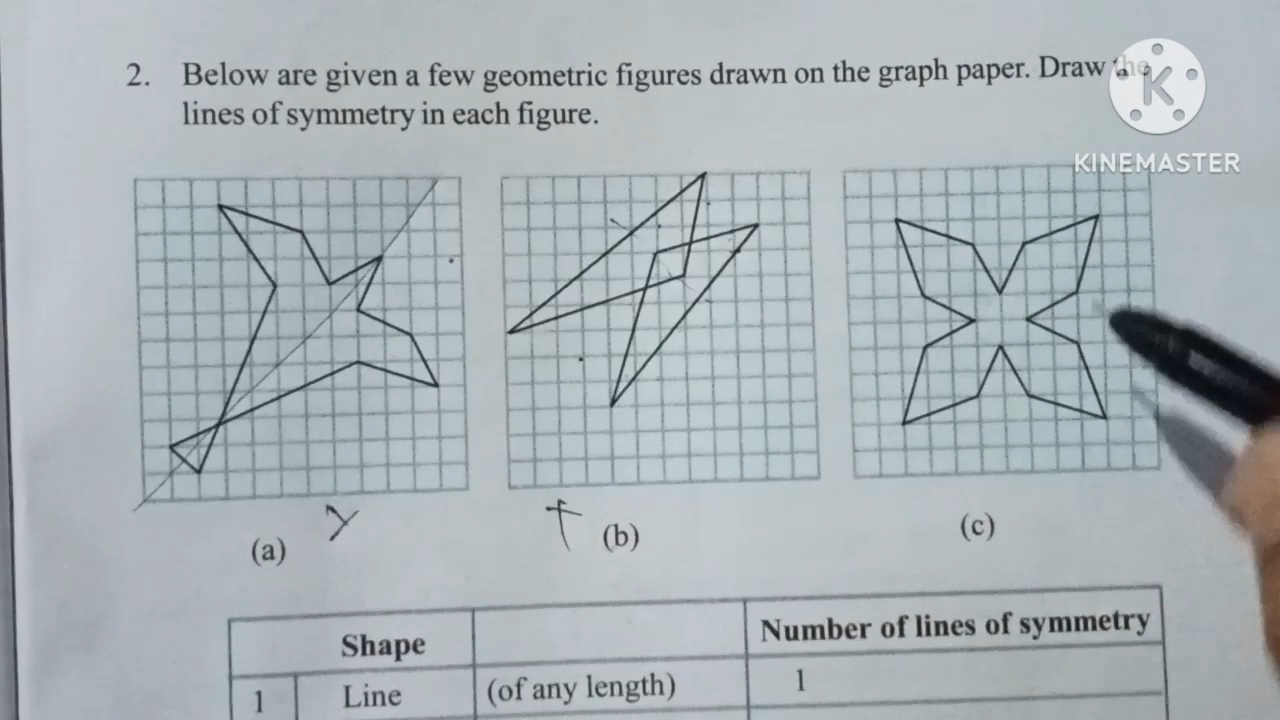 2. Below are given a few geometric figures drawn on the graph paper. Draw the
lines of symmetry in each figure.
K
KINEMASTER
(a)
(b)
(c)
Shape Number of lines of symmetry
1 Line (of any length) 1